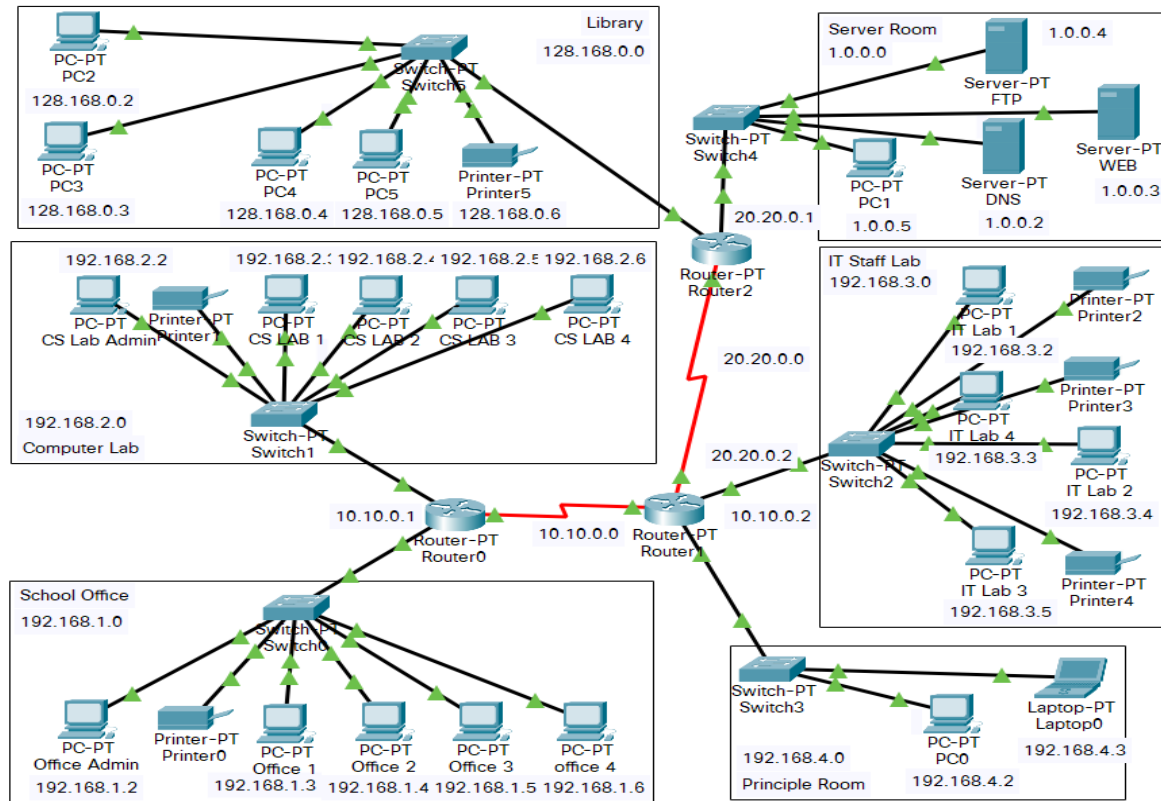 Library
128.168.0.0
PC-PT
PC2
128.168.0.2
PC-PT
PC3
128.168.0.3
PC-PT
PC4
128.168.0.4
PC-PT
PC5
128.168.0.5
Printer-PT
Printer5
128.168.0.6
Switch-PT
Switch5
Server Room
1.0.0.0
1.0.0.4
Server-PT
FTP
Switch-PT
Switch4
Server-PT
WEB
1.0.0.3
PC-PT
PC1
1.0.0.5
Server-PT
DNS
1.0.0.2
20.20.0.1
Router-PT
Router2
192.168.2.2
192.168.2.3
192.168.2.4
192.168.2.5
192.168.2.6
PC-PT
CS Lab Admin
Printer-PT
Printer1
PC-PT
CS LAB 1
PC-PT
CS LAB 2
PC-PT
CS LAB 3
PC-PT
CS LAB 4
192.168.2.0
Computer Lab
Switch-PT
Switch1
20.20.0.0
IT Staff Lab
192.168.3.0
PC-PT
IT Lab 1
192.168.3.2
Printer-PT
Printer2
Printer-PT
Printer3
PC-PT
IT Lab 4
192.168.3.3
PC-PT
IT Lab 2
192.168.3.4
Switch-PT
Switch2
PC-PT
IT Lab 3
192.168.3.5
Printer-PT
Printer4
20.20.0.2
10.10.0.1
Router-PT
Router0
10.10.0.0
Router-PT
Router1
10.10.0.2
School Office
192.168.1.0
Switch-PT
Switch0
PC-PT
Office Admin
192.168.1.2
Printer-PT
Printer0
PC-PT
Office 1
192.168.1.3
PC-PT
Office 2
192.168.1.4
PC-PT
Office 3
192.168.1.5
PC-PT
office 4
192.168.1.6
Switch-PT
Switch3
192.168.4.0
Principle Room
PC-PT
PC0
192.168.4.2
Laptop-PT
Laptop0
192.168.4.3